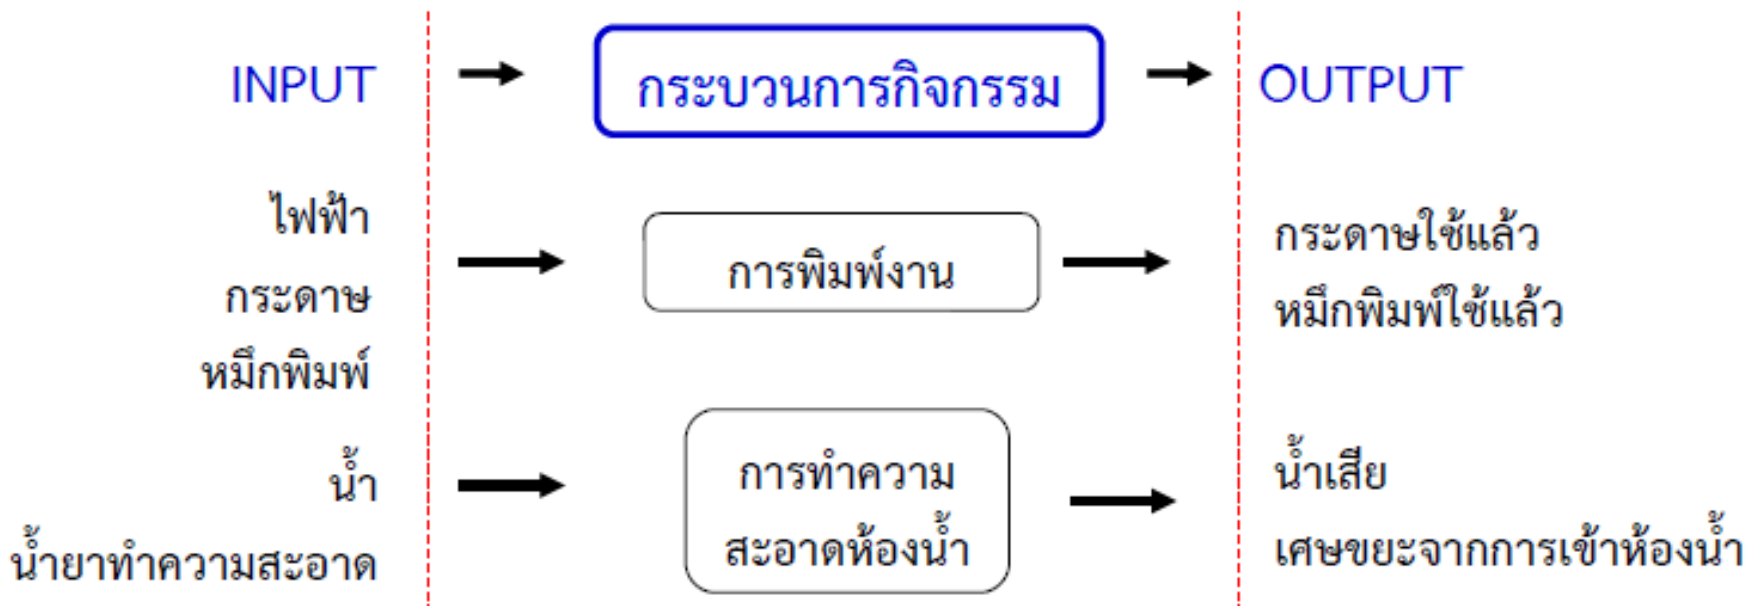 INPUT
กระบวนการกิจกรรม
OUTPUT
ไฟฟ้า
กระดาษ
หมึกพิมพ์
การพิมพ์งาน
กระดาษใช้แล้ว
หมึกพิมพ์ใช้แล้ว
น้ำ
น้ำยาทำความสะอาด
การทำความ
สะอาดห้องน้ำ
น้ำเสีย
เศษขยะจากการเข้าห้องน้ำ